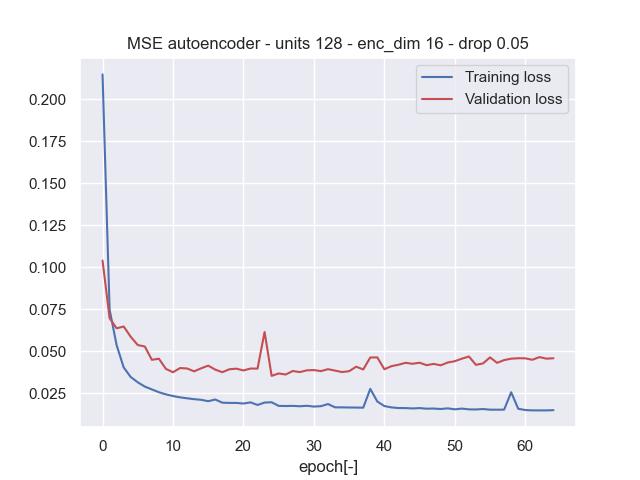 MSE autoencoder - units 128 - enc_dim 16 - drop 0.05
Training loss
Validation loss
0.200
0.175
0.150
0.125
0.100
0.075
0.050
0.025
0 10 20 30 40 50 60
epoch[-]